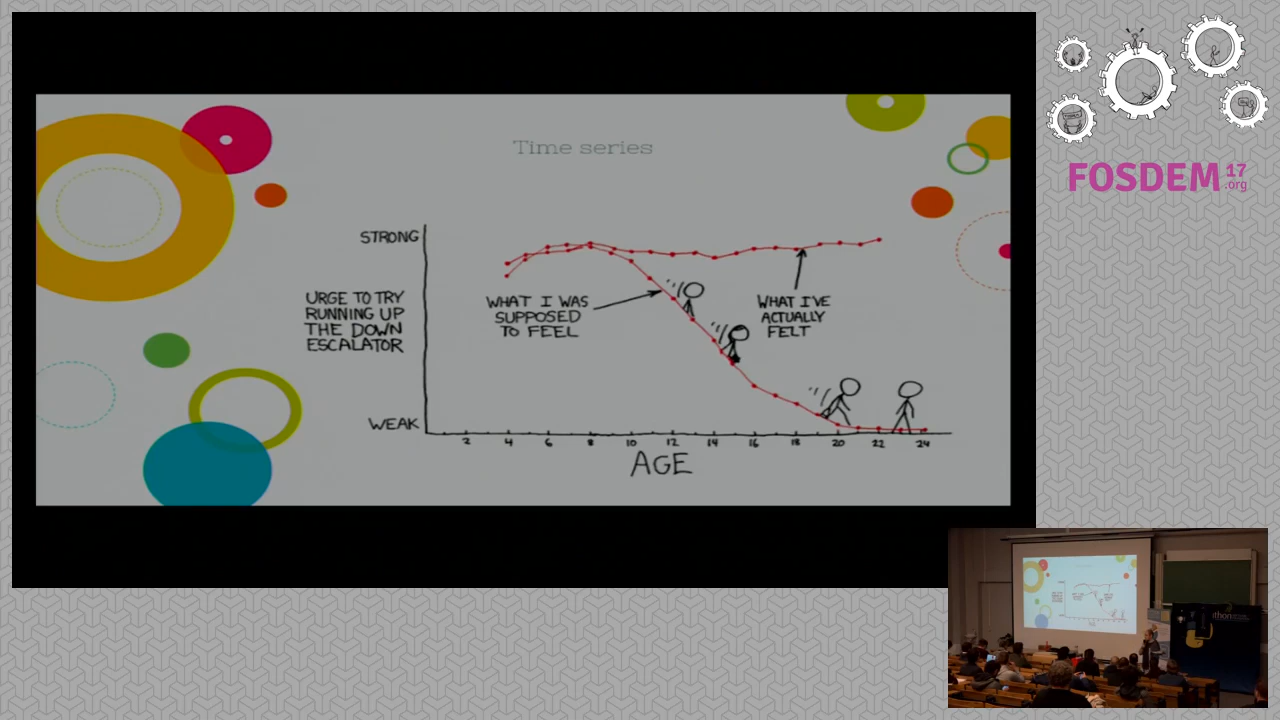 Time series
STRONG
URGE TO TRY
RUNNING UP
THE DOWN
ESCALATOR
WEAK
WHAT I WAS
SUPPOSED
TO FEEL
WHAT I'VE
ACTUALLY
FELT
2 4 6 8 10 12 14 16 18 20 22 24
AGE
FOSDEM 17
.org
thon